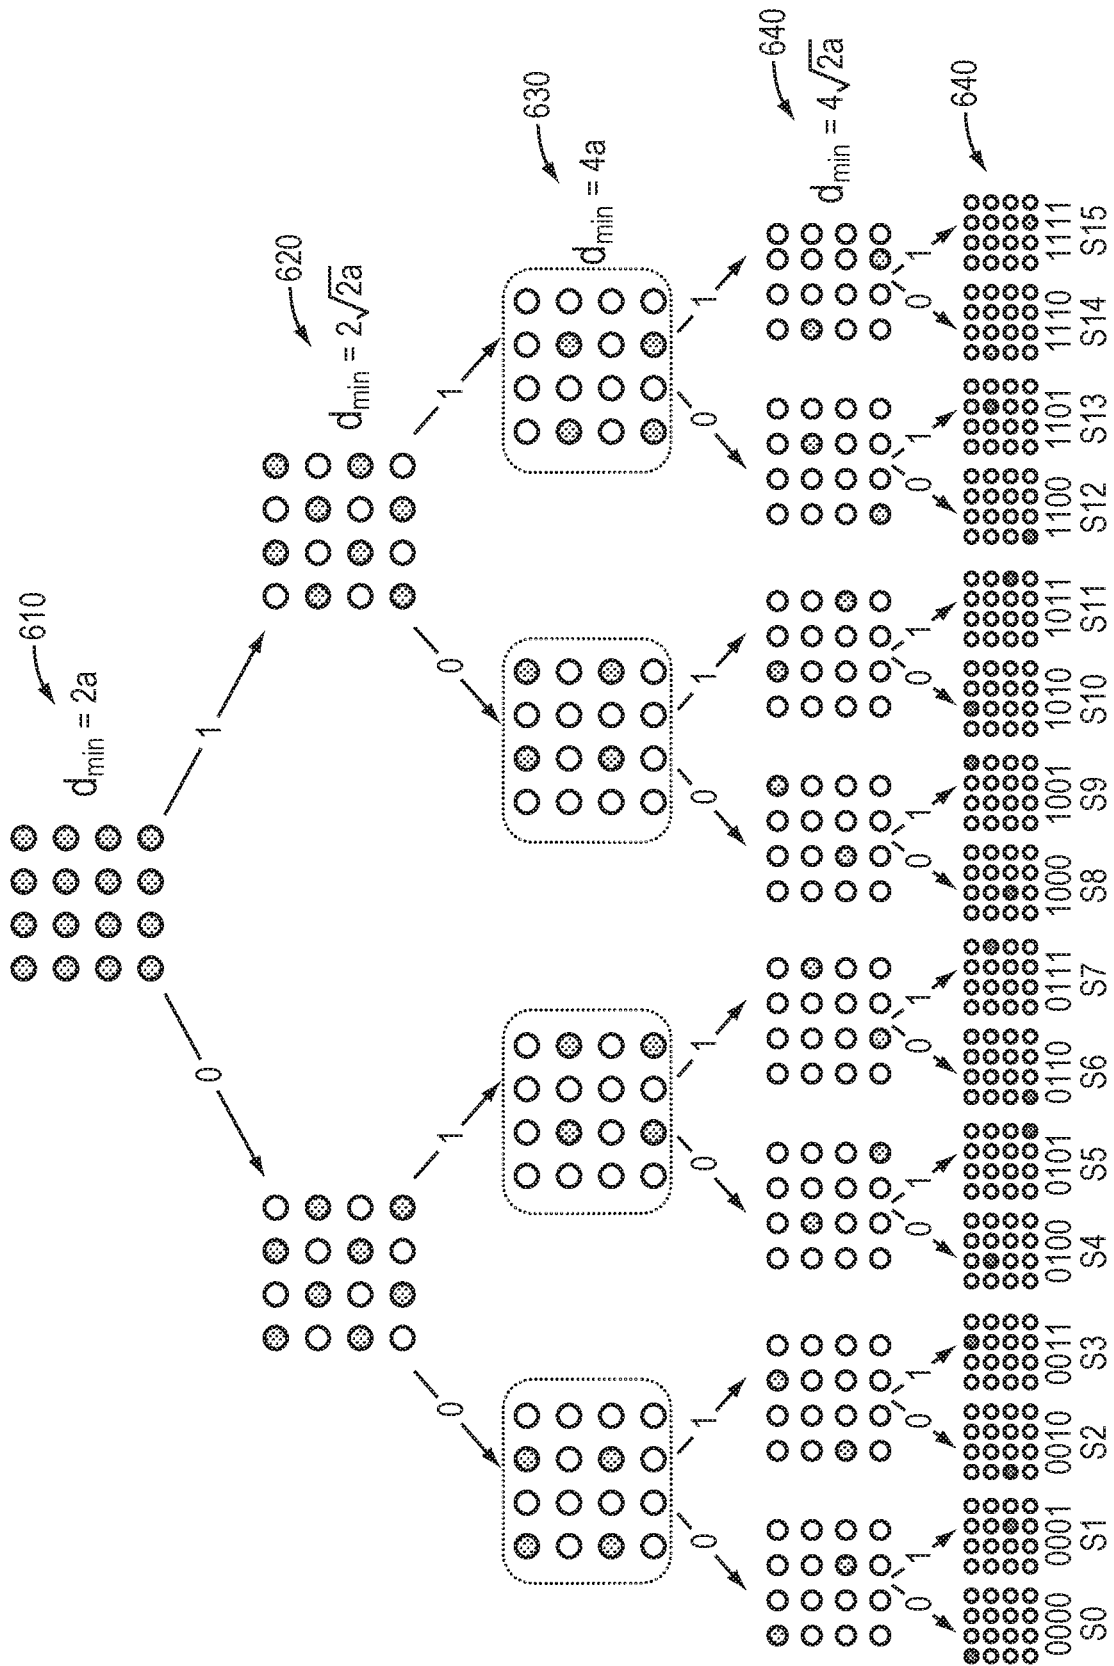 610
d_min = 2a
0 1
620
d_min = 2√2a
0 1 0 1
630
d_min = 4a
0 1 0 1 0 1 0 1
640
d_min = 4√2a
0 1 0 1 0 1 0 1 0 1 0 1 0 1 0 1
640
0000 0001 0010 0011 0100 0101 0110 0111 1000 1001 1010 1011 1100 1101 1110 1111
S0 S1 S2 S3 S4 S5 S6 S7 S8 S9 S10 S11 S12 S13 S14 S15